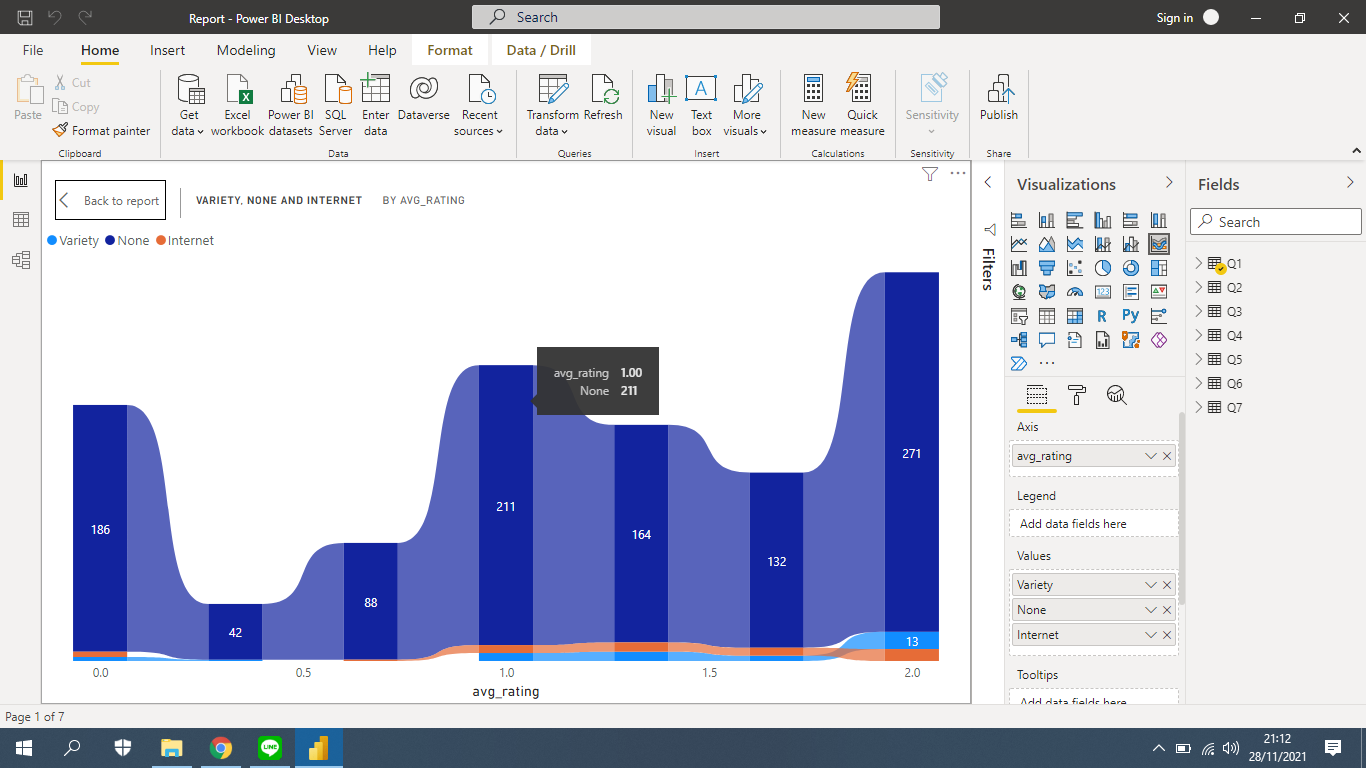 Report - Power BI Desktop
Search
Sign in
File Home Insert Modeling View Help Format Data / Drill
Paste
Cut
Copy
Format painter
Clipboard
Get data
Excel workbook
Power BI datasets
SQL Server
Enter data
Dataverse
Recent sources
Data
Transform data
Refresh
Queries
New visual
Text box
More visuals
Insert
New measure
Quick measure
Calculations
Sensitivity
Sensitivity
Publish
Share
Back to report
VARIETY, NONE AND INTERNET BY AVG_RATING
Variety None Internet
avg_rating 1.00
None 211
186
42
88
211
164
132
271
13
0.0 0.5 1.0 1.5 2.0
avg_rating
Filters
Visualizations
123
R
Py
Axis
avg_rating
Legend
Add data fields here
Values
Variety
None
Internet
Tooltips
Add data fields here
Fields
Search
Q1
Q2
Q3
Q4
Q5
Q6
Q7
Page 1 of 7
LINE
21:12
28/11/2021